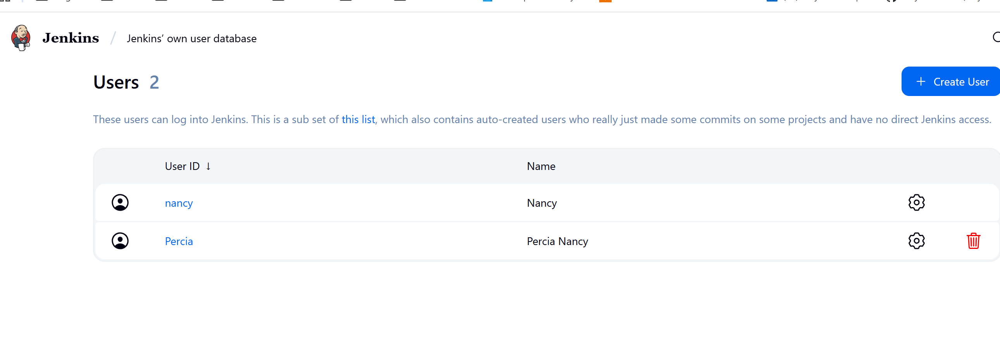 Jenkins / Jenkins’ own user database
Users 2
+ Create User
These users can log into Jenkins. This is a sub set of this list, which also contains auto-created users who really just made some commits on some projects and have no direct Jenkins access.
User ID ↓ Name
nancy Nancy
Percia Percia Nancy